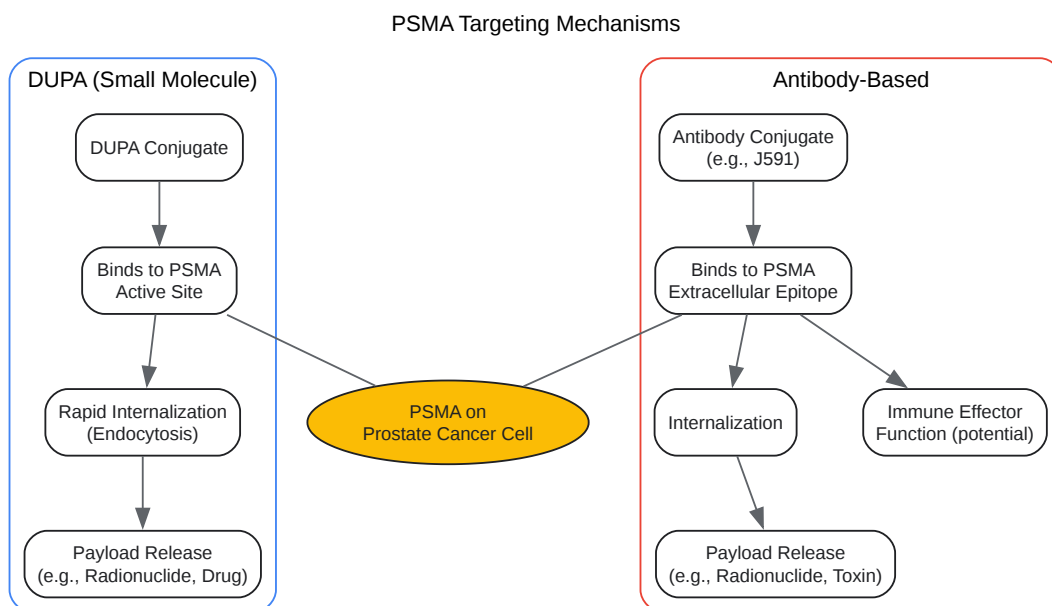 PSMA Targeting Mechanisms
DUPA (Small Molecule)
DUPA Conjugate
Binds to PSMA
Active Site
Rapid Internalization
(Endocytosis)
Payload Release
(e.g., Radionuclide, Drug)
PSMA on
Prostate Cancer Cell
Antibody-Based
Antibody Conjugate
(e.g., J591)
Binds to PSMA
Extracellular Epitope
Internalization
Immune Effector
Function (potential)
Payload Release
(e.g., Radionuclide, Toxin)